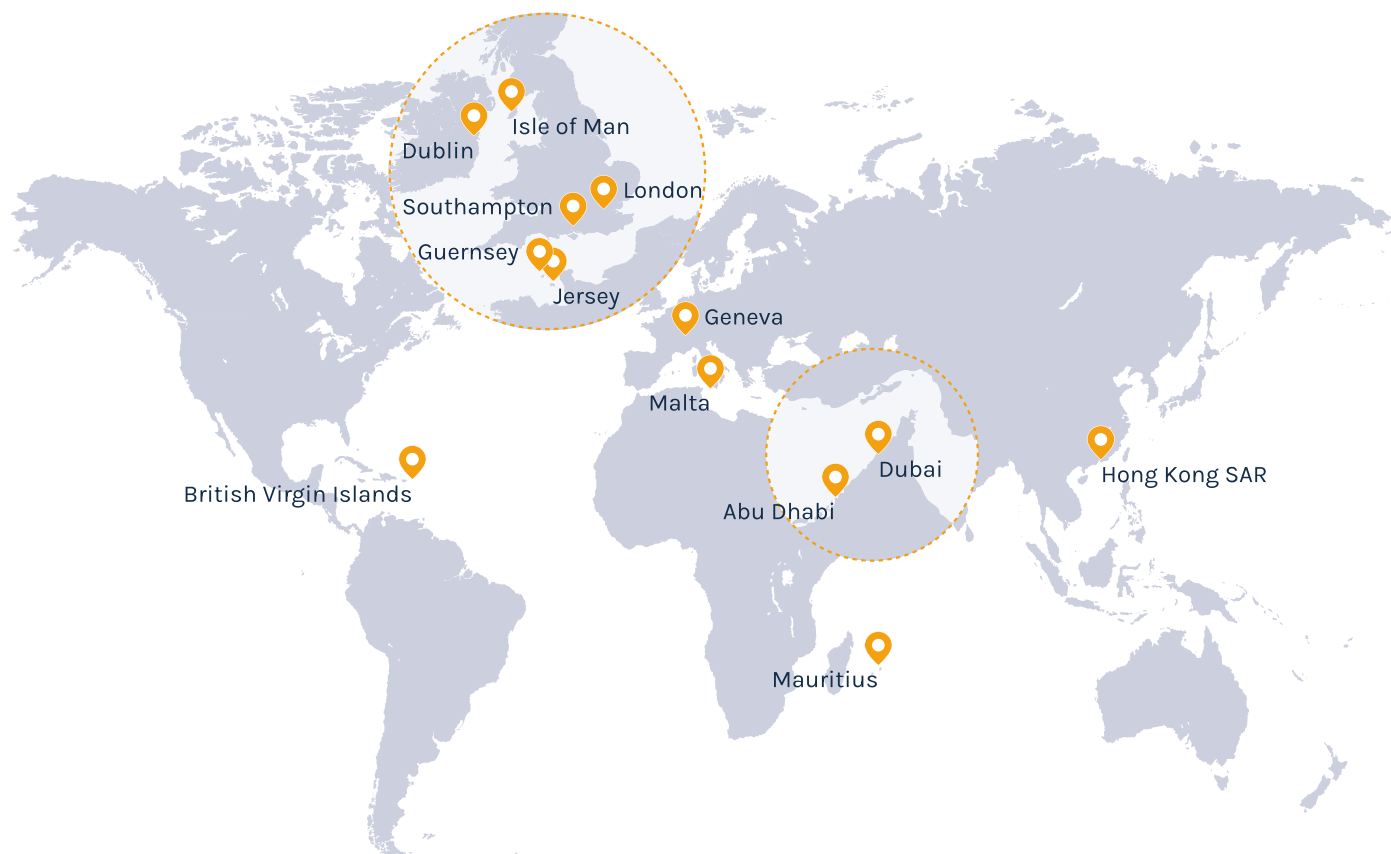 Isle of Man
Dublin
London
Southampton
Guernsey
Jersey
Geneva
Malta
Dubai
Hong Kong SAR
British Virgin Islands
Abu Dhabi
Mauritius